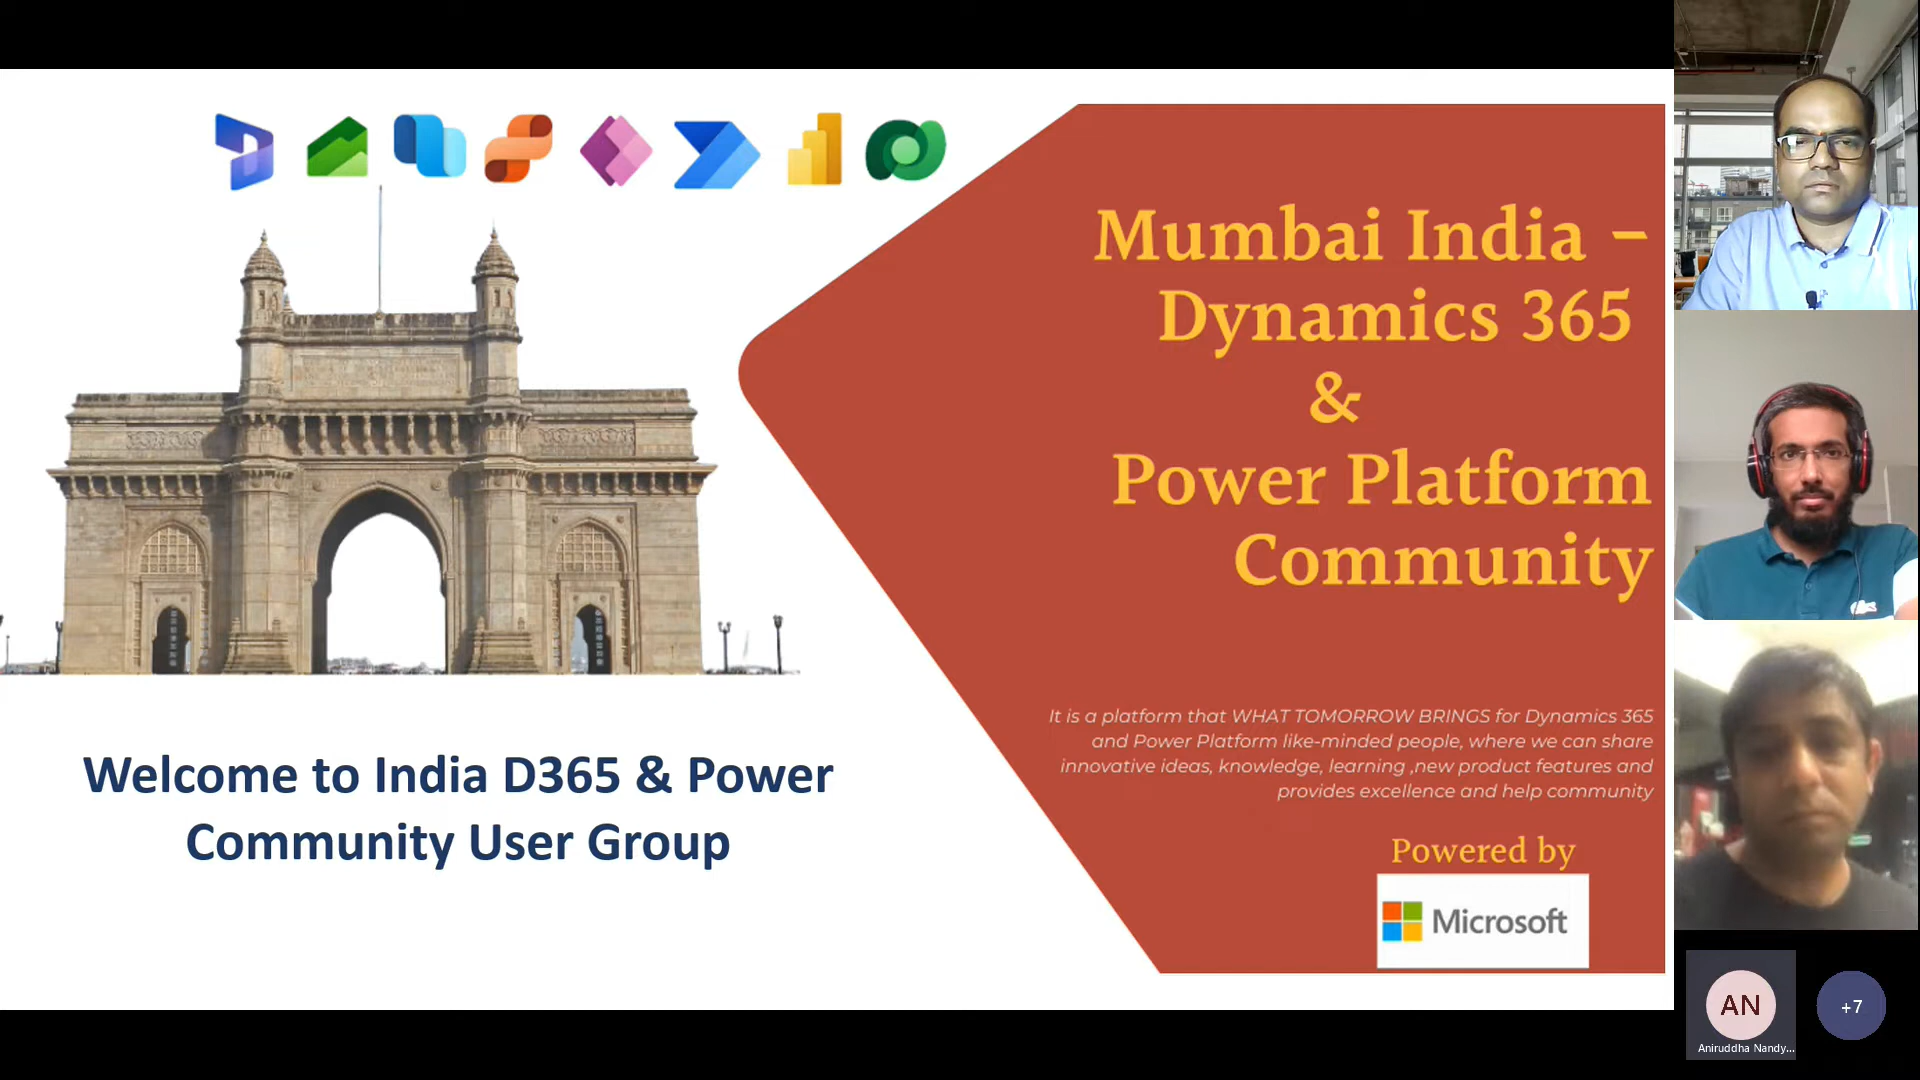 Mumbai India –
Dynamics 365
&
Power Platform
Community
It is a platform that WHAT TOMORROW BRINGS for Dynamics 365
and Power Platform like-minded people, where we can share
innovative ideas, knowledge, learning ,new product features and
provides excellence and help community
Powered by
Microsoft
Welcome to India D365 & Power
Community User Group
AN
Aniruddha Nandy...
+7